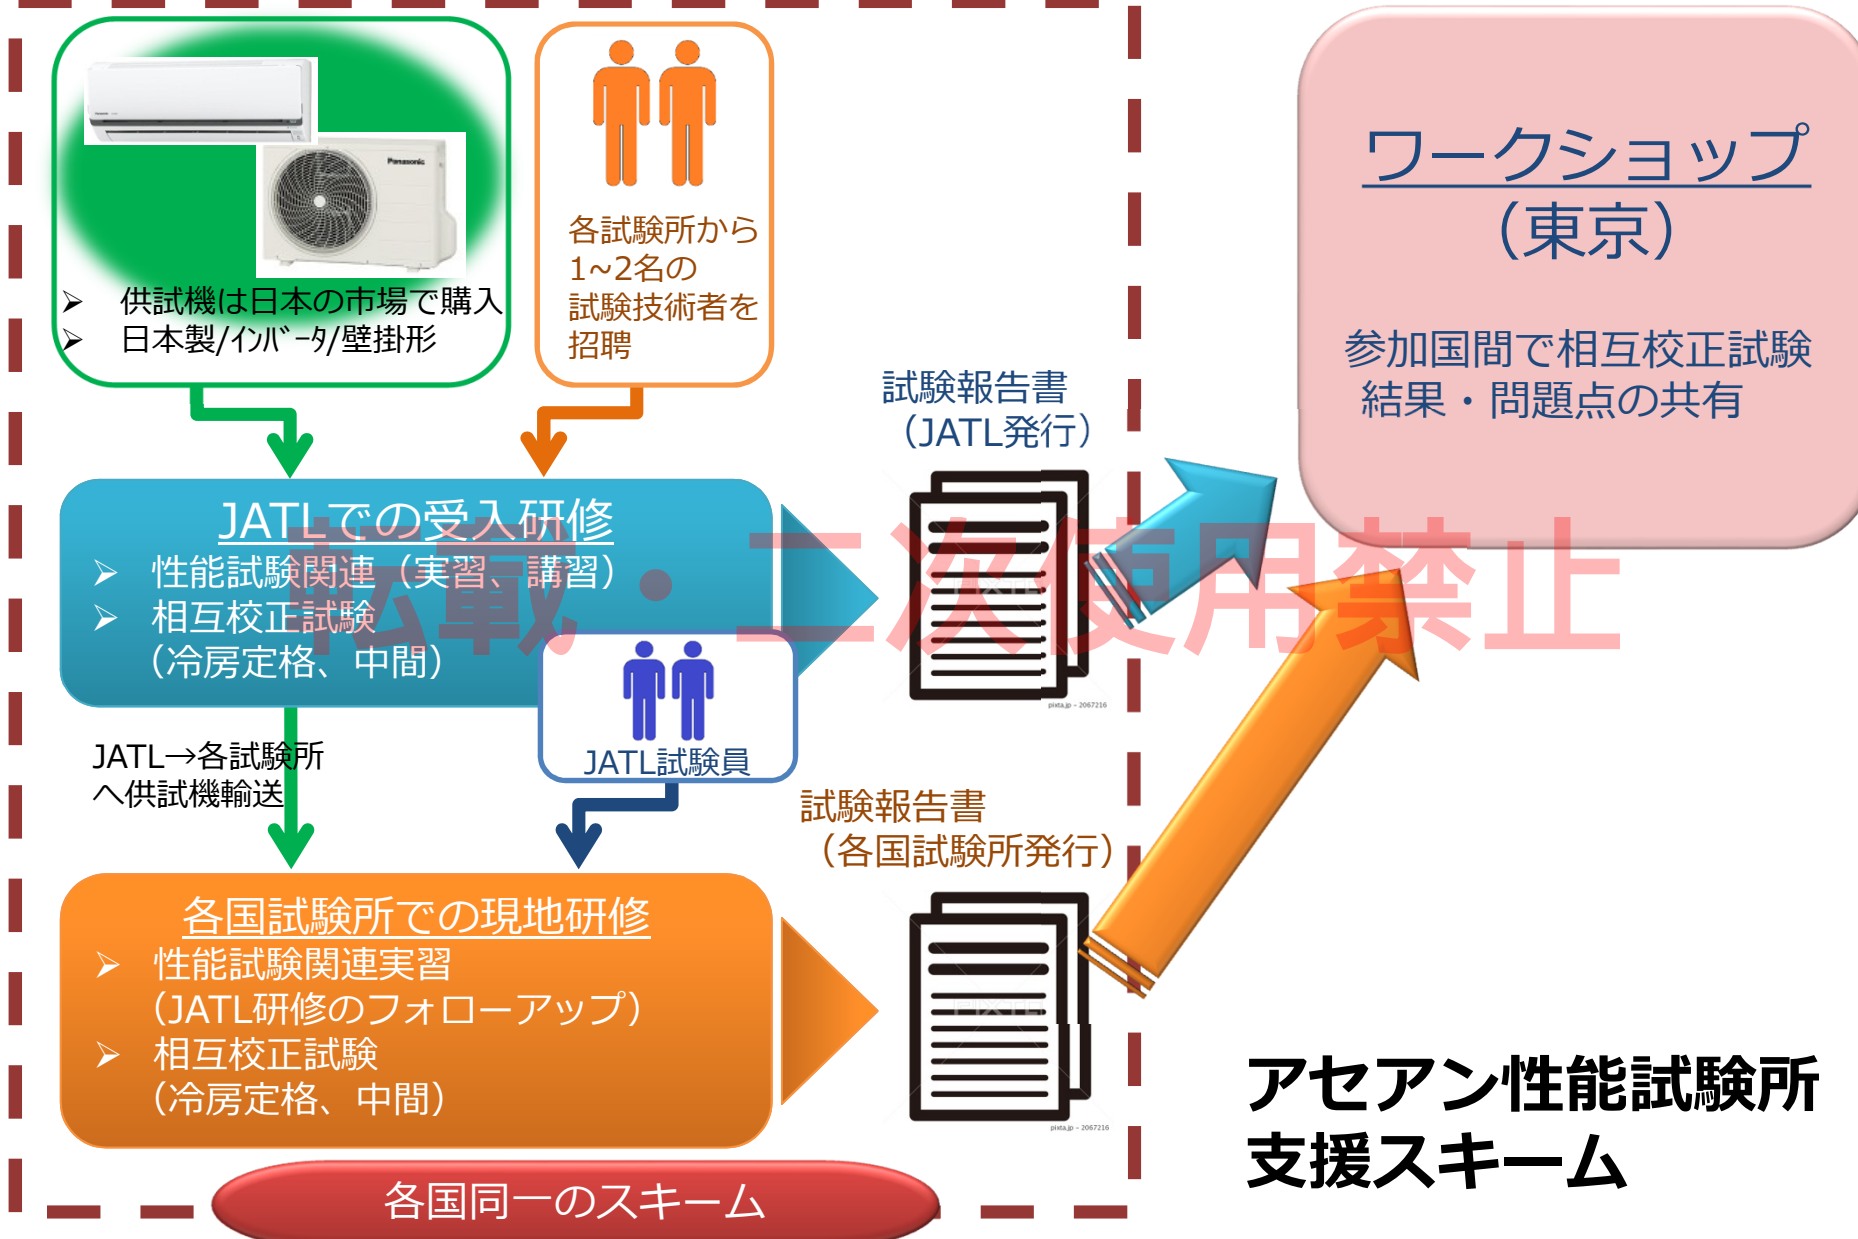 Panasonic
➢ 供試機は日本の市場で購入
➢ 日本製/ｲﾝﾊﾞｰﾀ/壁掛形
各試験所から
1~2名の
試験技術者を
招聘
JATLでの受入研修
➢ 性能試験関連（実習、講習）
➢ 相互校正試験
（冷房定格、中間）
JATL試験員
試験報告書
（JATL発行）
pixta.jp - 2067216
JATL→各試験所
へ供試機輸送
各国試験所での現地研修
➢ 性能試験関連実習
（JATL研修のフォローアップ）
➢ 相互校正試験
（冷房定格、中間）
試験報告書
（各国試験所発行）
pixta.jp - 2067216
各国同一のスキーム
ワークショップ
（東京）
参加国間で相互校正試験
結果・問題点の共有
アセアン性能試験所
支援スキーム
転載・二次使用禁止